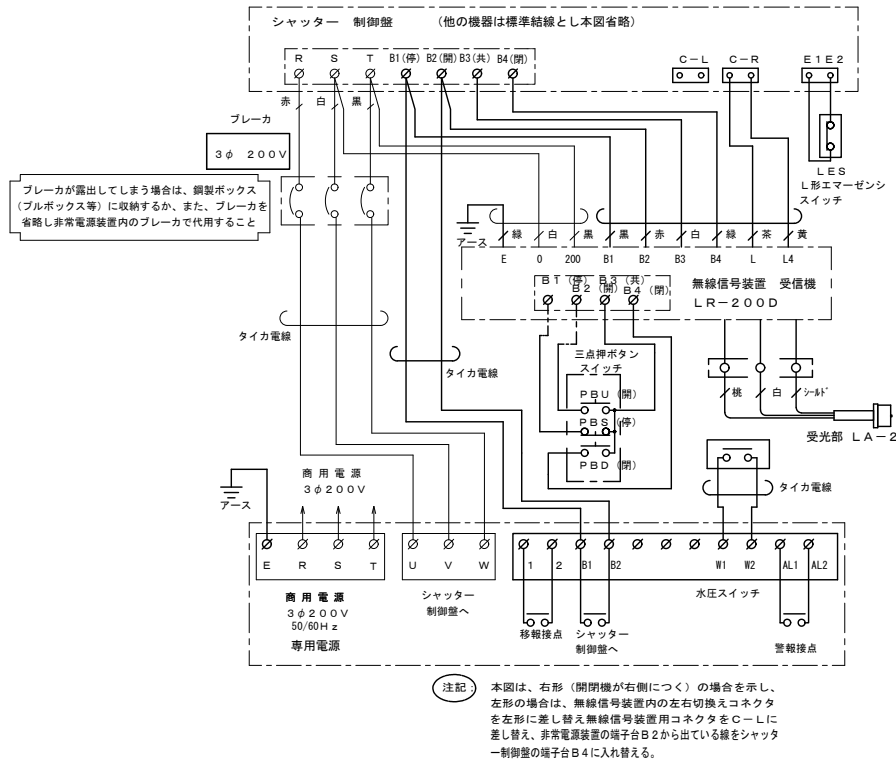 シャッター 制御盤 (他の機器は標準結線とし本図省略)
R S T B1(停) B2(開) B3(共) B4(閉)
C-L C-R E1E2
赤 白 黒
ブレーカ
3φ 200V
LES
L形エマーゼンシ
スイッチ
ブレーカが露出してしまう場合は、鋼製ボックス
(プルボックス等)に収納するか、また、ブレーカを
省略し非常電源装置内のブレーカで代用すること
アース
緑 白 黒 黒 赤 白 緑 茶 黄
E 0 200 B1 B2 B3 B4 L L4
B1(停) B3(共)
B2(開) B4(閉)
無線信号装置 受信機
LR-200D
タイカ電線
タイカ電線
三点押ボタン
スイッチ
PBU(開)
PBS(停)
PBD(閉)
桃 白 シールド
受光部 LA-2
タイカ電線
アース
商用電源
3φ200V
E R S T
U V W
1 2 B1 B2 W1 W2 AL1 AL2
商用電源
3φ200V
50/60Hz
専用電源
シャッター
制御盤へ
移報接点
シャッター
制御盤へ
水圧スイッチ
警報接点
注記:
本図は、右形(開閉機が右側につく)の場合を示し、
左形の場合は、無線信号装置内の左右切換えコネクタ
を左形に差し替え無線信号装置用コネクタをC-Lに
差し替え、非常電源装置の端子台B2から出ている線をシャッタ
ー制御盤の端子台B4に入れ替える。